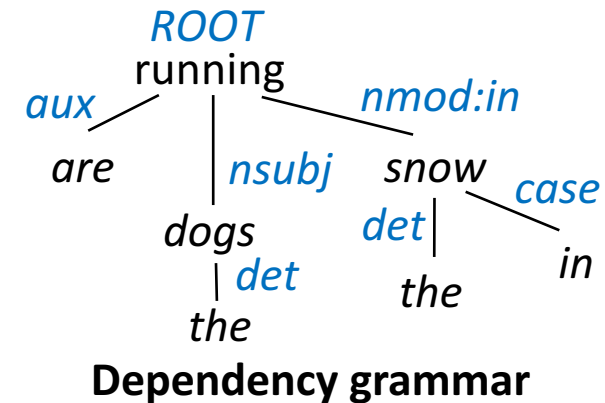 ROOT
running
aux
nmod:in
are
nsubj
snow
case
dogs
det
in
det
the
the
Dependency grammar